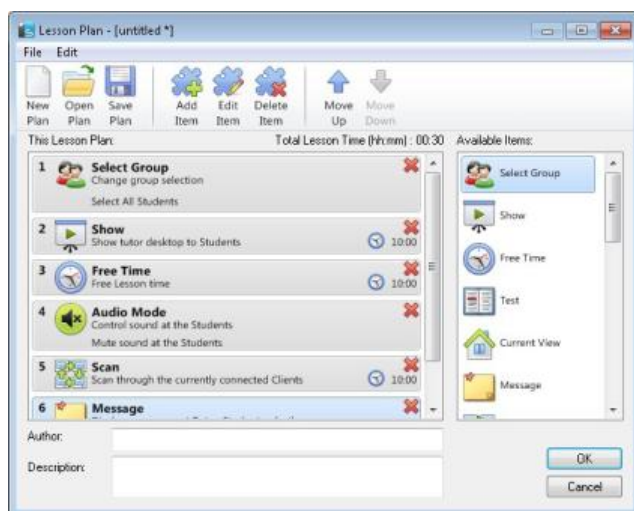 Lesson Plan - [untitled *]
File Edit
New Plan Open Plan Save Plan Add Item Edit Item Delete Item Move Up Move Down
This Lesson Plan: Total Lesson Time (hh:mm) : 00:30 Available Items:
1 Select Group
Change group selection
Select All Students
2 Show
Show tutor desktop to Students 10:00
3 Free Time
Free Lesson time 10:00
4 Audio Mode
Control sound at the Students
Mute sound at the Students
5 Scan
Scan through the currently connected Clients 10:00
6 Message
Select Group
Show
Free Time
Test
Current View
Message
Author:
Description:
OK
Cancel